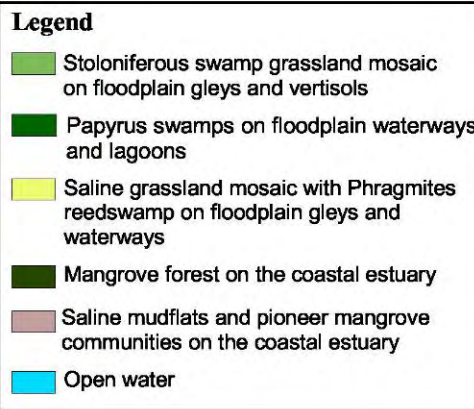 Legend
Stoloniferous swamp grassland mosaic
on floodplain gleys and vertisols
Papyrus swamps on floodplain waterways
and lagoons
Saline grassland mosaic with Phragmites
reedswamp on floodplain gleys and
waterways
Mangrove forest on the coastal estuary
Saline mudflats and pioneer mangrove
communities on the coastal estuary
Open water